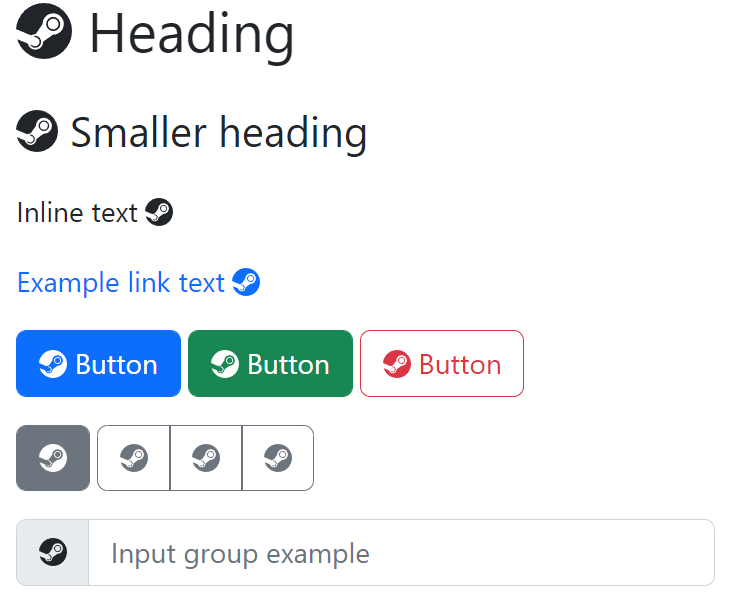 Heading
Smaller heading
Inline text
Example link text
Button Button Button
Input group example